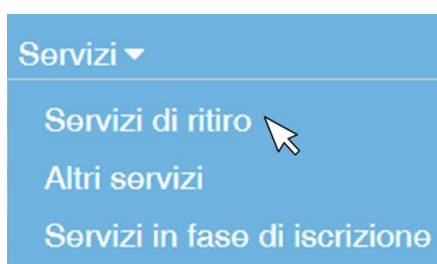 Servizi ▾
Servizi di ritiro
Altri servizi
Servizi in fase di iscrizione